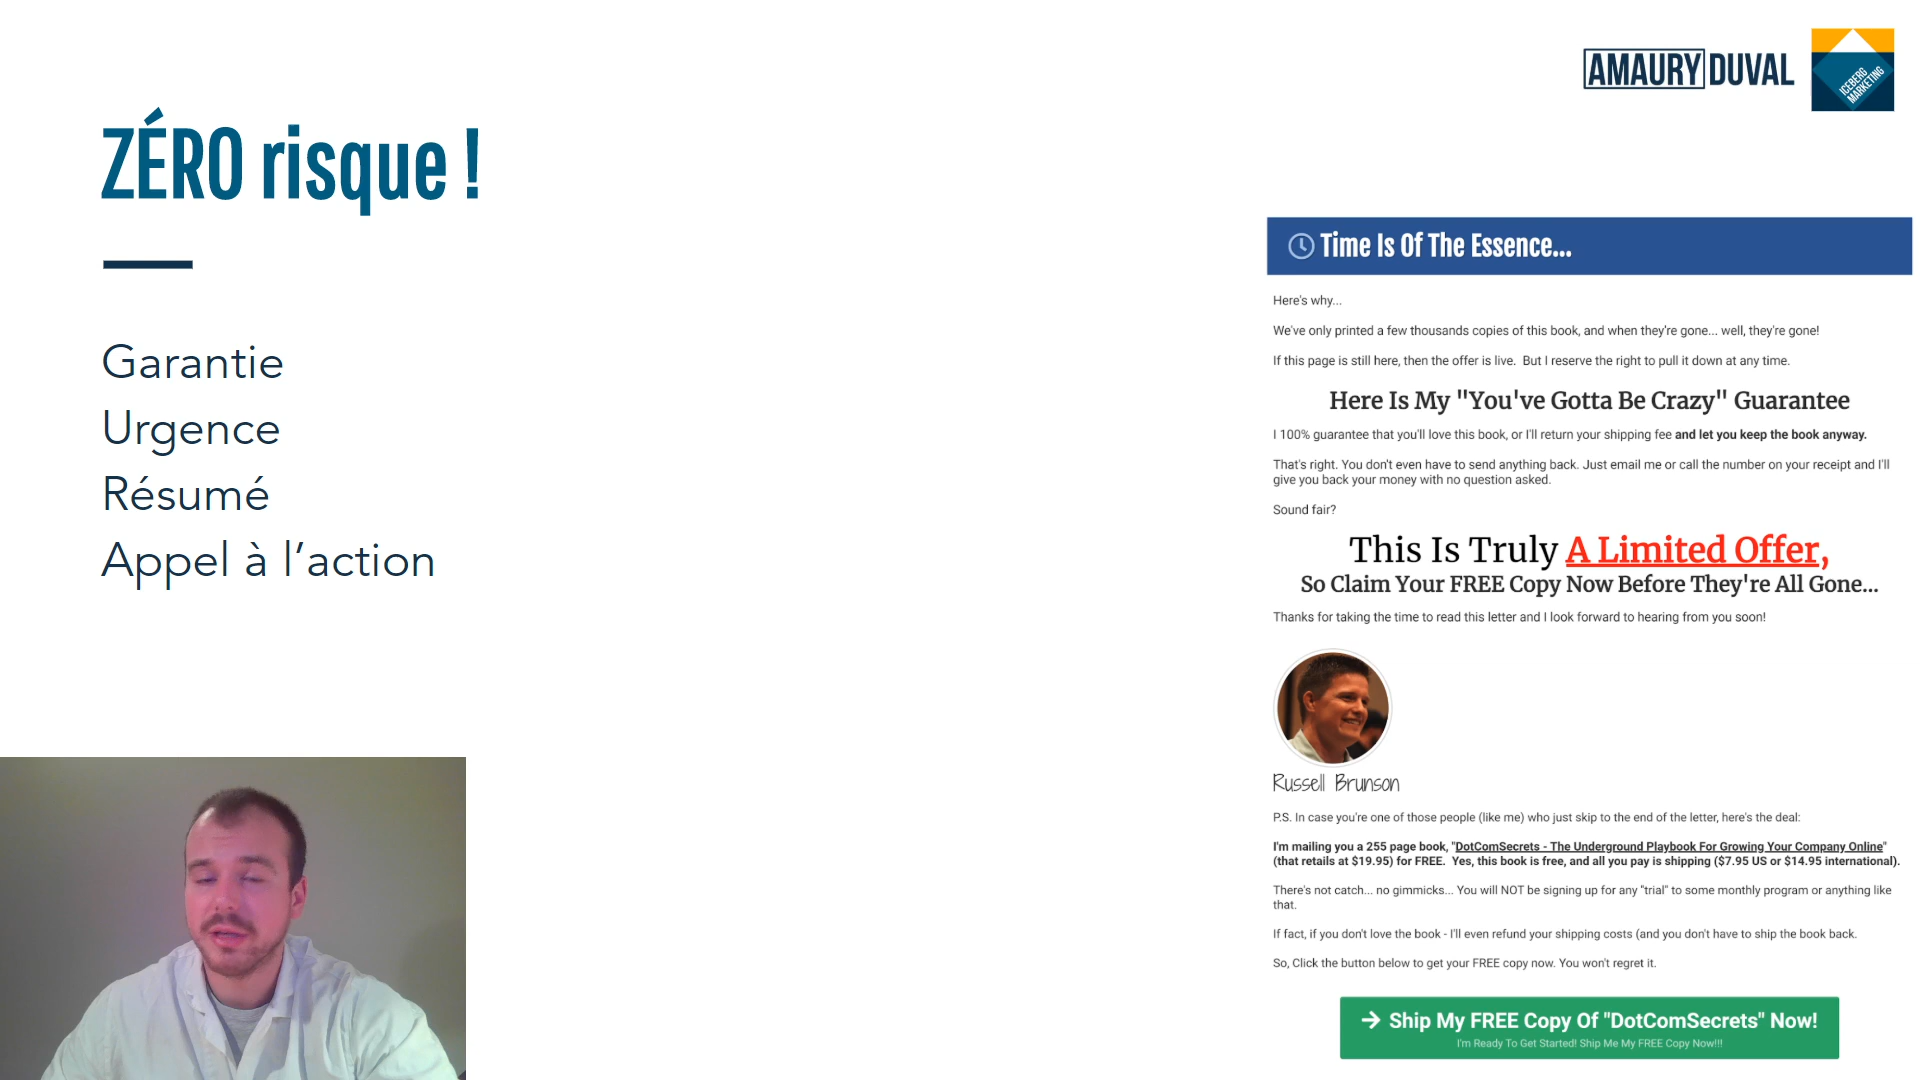 AMAURY DUVAL
ICEBERG
MARKETING
ZÉRO risque !
Garantie
Urgence
Résumé
Appel à l’action
Time Is Of The Essence...
Here's why...
We've only printed a few thousands copies of this book, and when they're gone... well, they're gone!
If this page is still here, then the offer is live. But I reserve the right to pull it down at any time.
Here Is My "You've Gotta Be Crazy" Guarantee
I 100% guarantee that you'll love this book, or I'll return your shipping fee and let you keep the book anyway.
That's right. You don't even have to send anything back. Just email me or call the number on your receipt and I'll
give you back your money with no question asked.
Sound fair?
This Is Truly A Limited Offer,
So Claim Your FREE Copy Now Before They're All Gone...
Thanks for taking the time to read this letter and I look forward to hearing from you soon!
Russell Brunson
P.S. In case you're one of those people (like me) who just skip to the end of the letter, here's the deal:
I'm mailing you a 255 page book, "DotComSecrets - The Underground Playbook For Growing Your Company Online"
(that retails at $19.95) for FREE. Yes, this book is free, and all you pay is shipping ($7.95 US or $14.95 international).
There's not catch... no gimmicks... You will NOT be signing up for any "trial" to some monthly program or anything like
that.
If fact, if you don't love the book - I'll even refund your shipping costs (and you don't have to ship the book back.
So, Click the button below to get your FREE copy now. You won't regret it.
Ship My FREE Copy Of "DotComSecrets" Now!
I'm Ready To Get Started! Ship Me My FREE Copy Now!!!